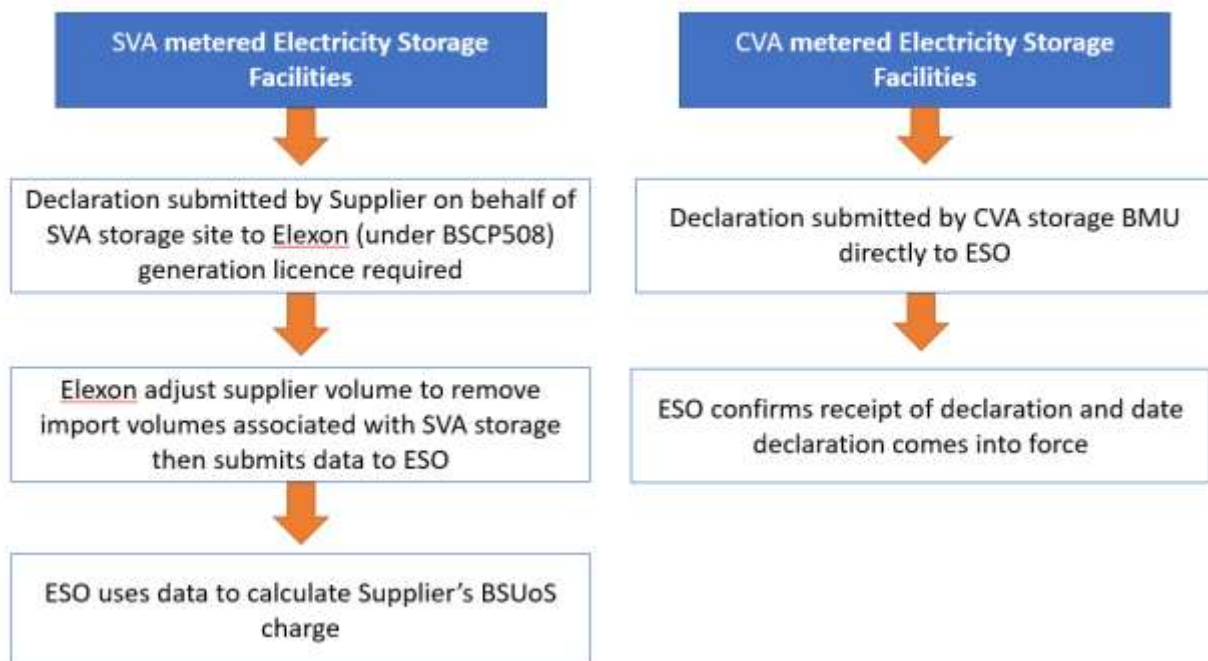 SVA metered Electricity Storage
Facilities
Declaration submitted by Supplier on behalf of
SVA storage site to Elexon (under BSCP508)
generation licence required
Elexon adjust supplier volume to remove
import volumes associated with SVA storage
then submits data to ESO
ESO uses data to calculate Supplier's BSUoS
charge
CVA metered Electricity Storage
Facilities
Declaration submitted by CVA storage BMU
directly to ESO
ESO confirms receipt of declaration and date
declaration comes into force